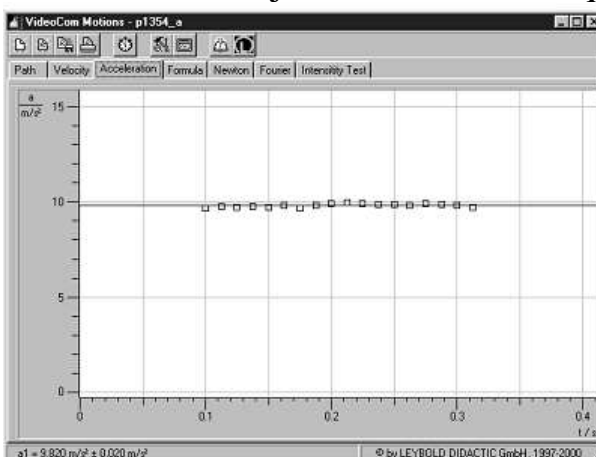 VideoCom Motions - p1354_a
Path Velocity Acceleration Formula Newton Fourier Intensitity Test
a
m/s²
15
10
5
0
0 0.1 0.2 0.3 0.4
t / s
a1 = 9.820 m/s² ± 0.020 m/s² © by LEYBOLD DIDACTIC GmbH, 1997-2000